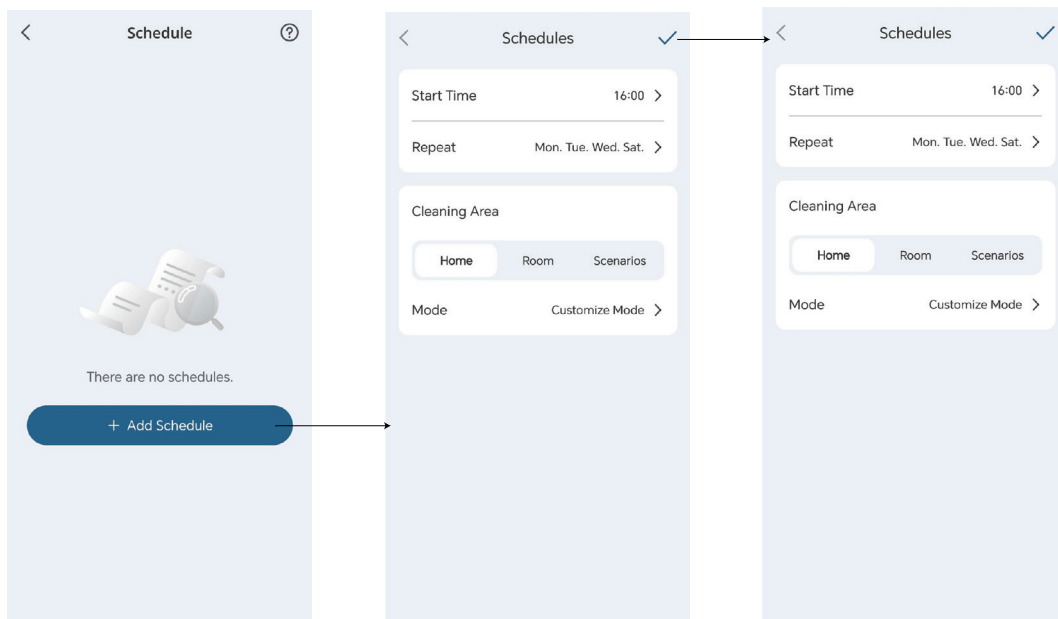 Schedule
There are no schedules.
+ Add Schedule
Schedules
Start Time 16:00
Repeat Mon. Tue. Wed. Sat.
Cleaning Area
Home Room Scenarios
Mode Customize Mode
Schedules
Start Time 16:00
Repeat Mon. Tue. Wed. Sat.
Cleaning Area
Home Room Scenarios
Mode Customize Mode